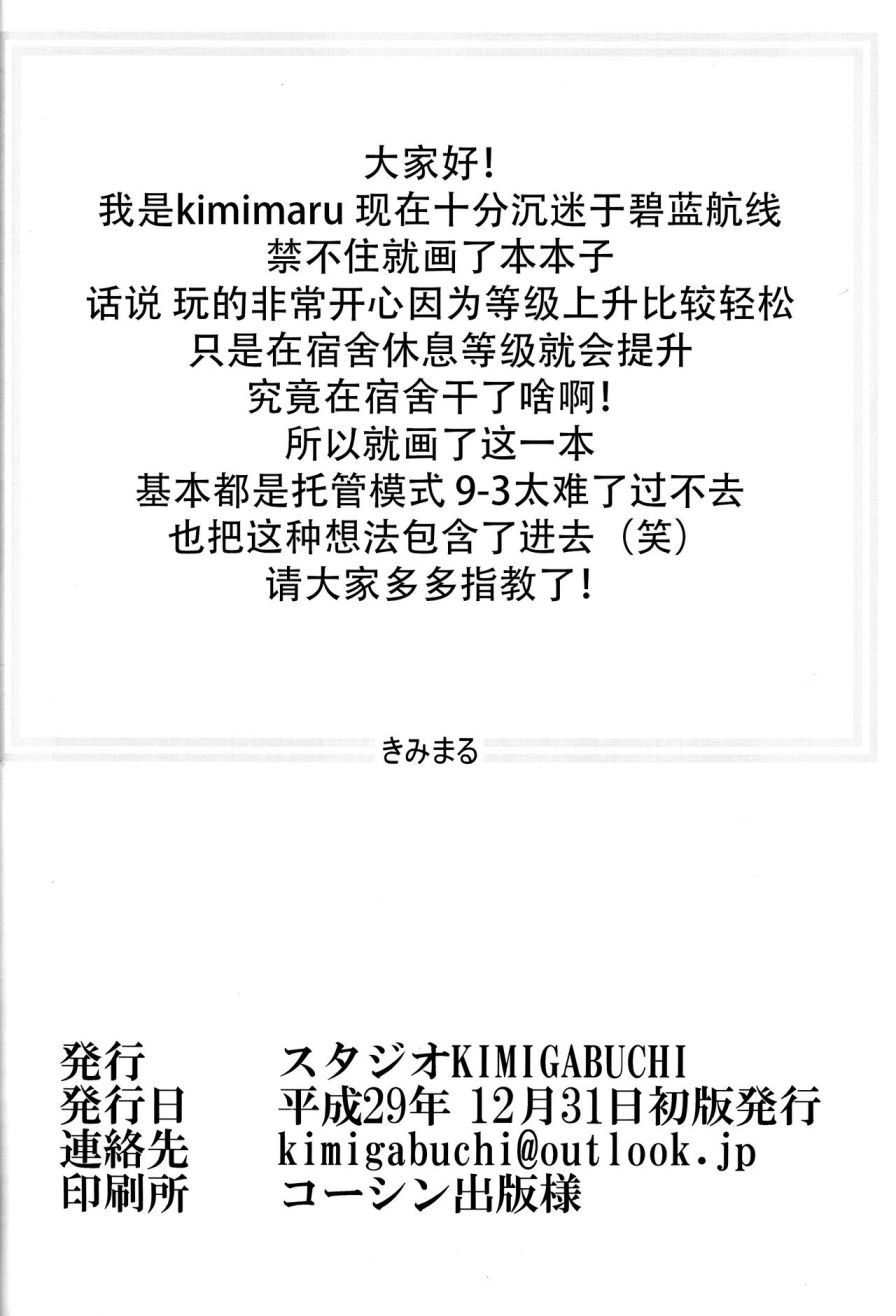 大家好！
我是kimimaru 现在十分沉迷于碧蓝航线
禁不住就画了本本子
话说 玩的非常开心因为等级上升比较轻松
只是在宿舍休息等级就会提升
究竟在宿舍干了啥啊！
所以就画了这一本
基本都是托管模式 9-3太难了过不去
也把这种想法包含了进去（笑）
请大家多多指教了！
きみまる
発行 スタジオKIMIGABUCHI
発行日 平成29年 12月31日初版発行
連絡先 kimigabuchi@outlook.jp
印刷所 コーシン出版様